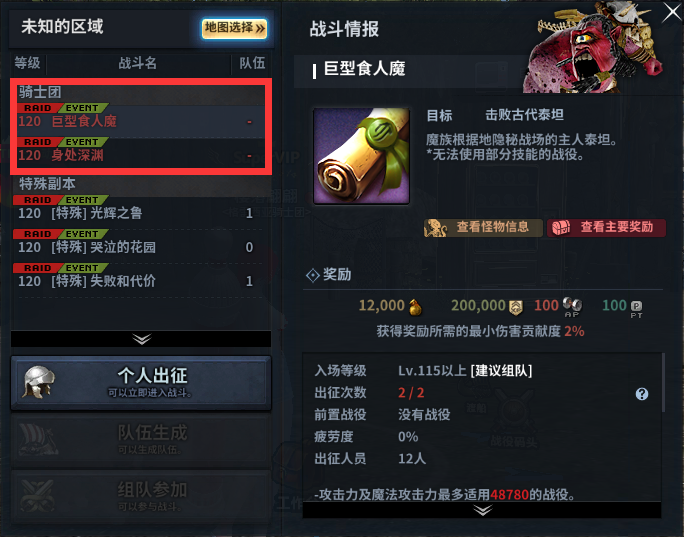 未知的区域
地图选择
等级 战斗名 队伍
骑士团
RAID EVENT
120 巨型食人魔 -
RAID EVENT
120 身处深渊 -
特殊副本
RAID EVENT
120 [特殊] 光辉之鲁 1
RAID EVENT
120 [特殊] 哭泣的花园 0
RAID EVENT
120 [特殊] 失败和代价 1
个人出征
可以立即进入战斗。
队伍生成
可以生成队伍。
组队参加
可以参与战斗。
战斗情报
巨型食人魔
目标 击败古代泰坦
魔族根据地隐秘战场的主人泰坦。
*无法使用部分技能的战役。
查看怪物信息 查看主要奖励
奖励
12,000 200,000 100 AP 100 PT
获得奖励所需的最小伤害贡献度 2%
入场等级 Lv.115以上 [建议组队]
出征次数 2 / 2
前置战役 没有战役
疲劳度 0%
出征人员 12人
-攻击力及魔法攻击力最多适用48780的战役。